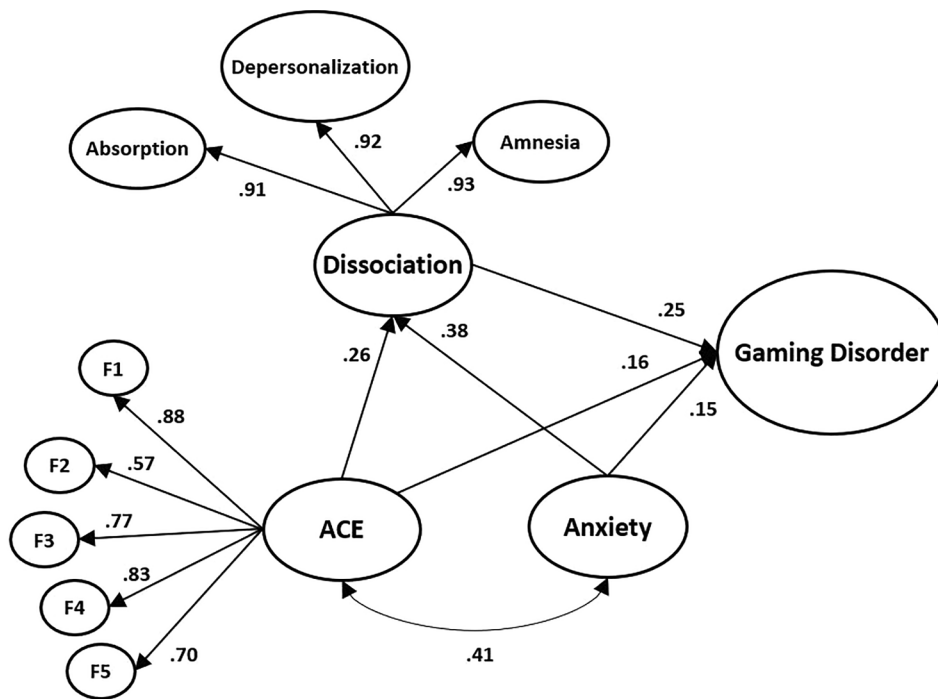 Depersonalization
Absorption
.92
Amnesia
.91
.93
Dissociation
.25
.38
.26
Gaming Disorder
.16
F1
.15
.88
F2
.57
.77
F3
ACE
Anxiety
.83
F4
.70
.41
F5